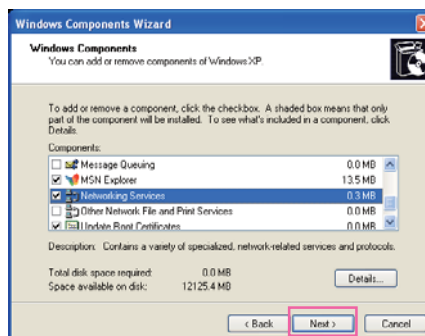 Windows Components Wizard
Windows Components
You can add or remove components of Windows XP.
To add or remove a component, click the checkbox. A shaded box means that only
part of the component will be installed. To see what's included in a component, click
Details.
Components:
Message Queuing 0.0 MB
MSN Explorer 13.5 MB
Networking Services 0.3 MB
Other Network File and Print Services 0.0 MB
Update Root Certificates 0.0 MB
Description: Contains a variety of specialized, network-related services and protocols.
Total disk space required: 0.0 MB
Space available on disk: 12125.4 MB
Details...
< Back Next > Cancel